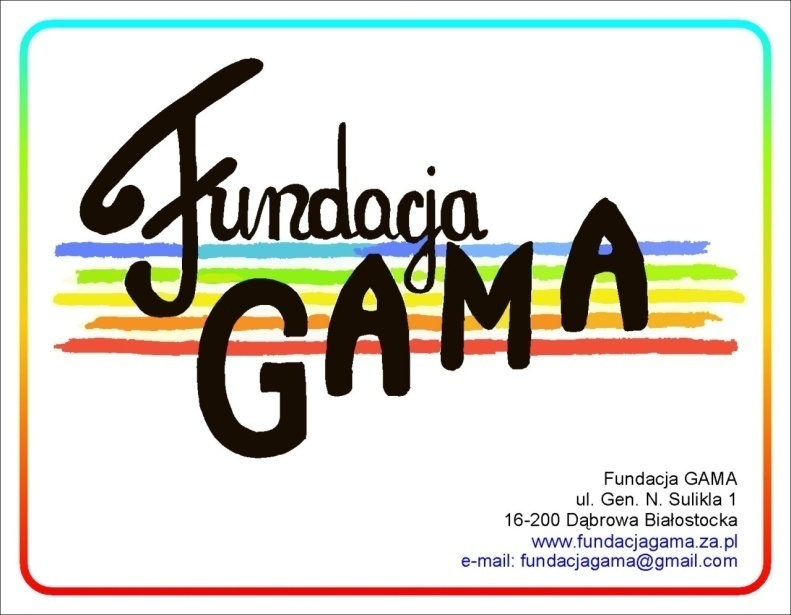 Fundacja
GAMA
Fundacja GAMA
ul. Gen. N. Sulikla 1
16-200 Dąbrowa Białostocka
www.fundacjagama.za.pl
e-mail: fundacjagama@gmail.com